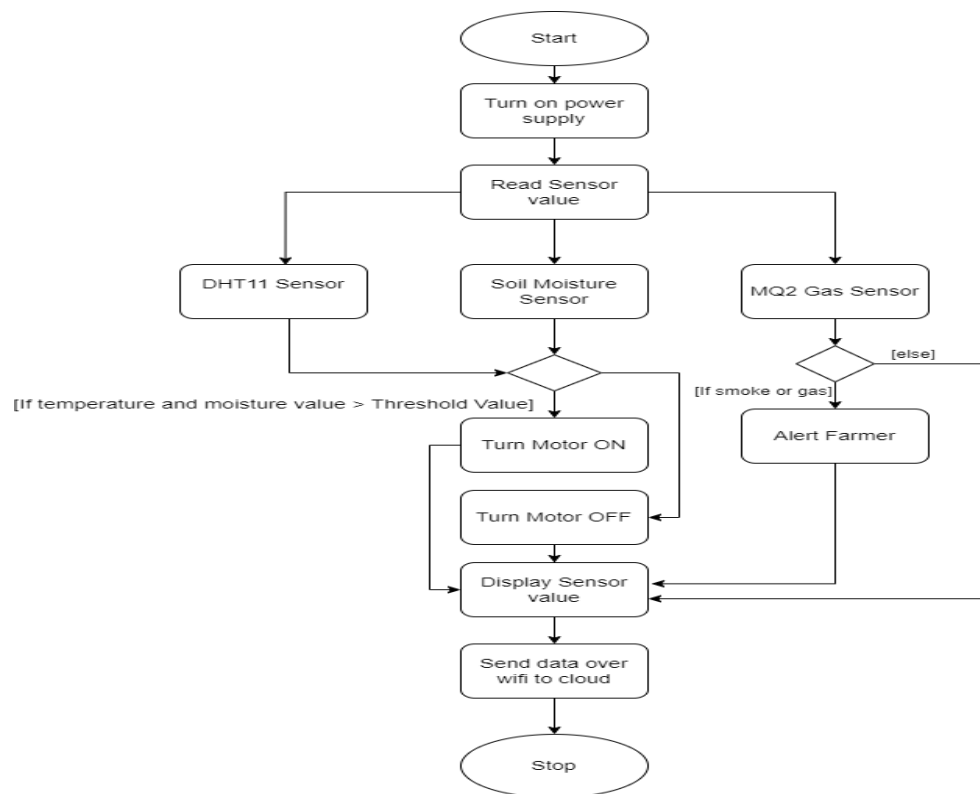 Start
Turn on power
supply
Read Sensor
value
DHT11 Sensor
Soil Moisture
Sensor
MQ2 Gas Sensor
[else]
[If smoke or gas]
[If temperature and moisture value > Threshold Value]
Turn Motor ON
Alert Farmer
Turn Motor OFF
Display Sensor
value
Send data over
wifi to cloud
Stop